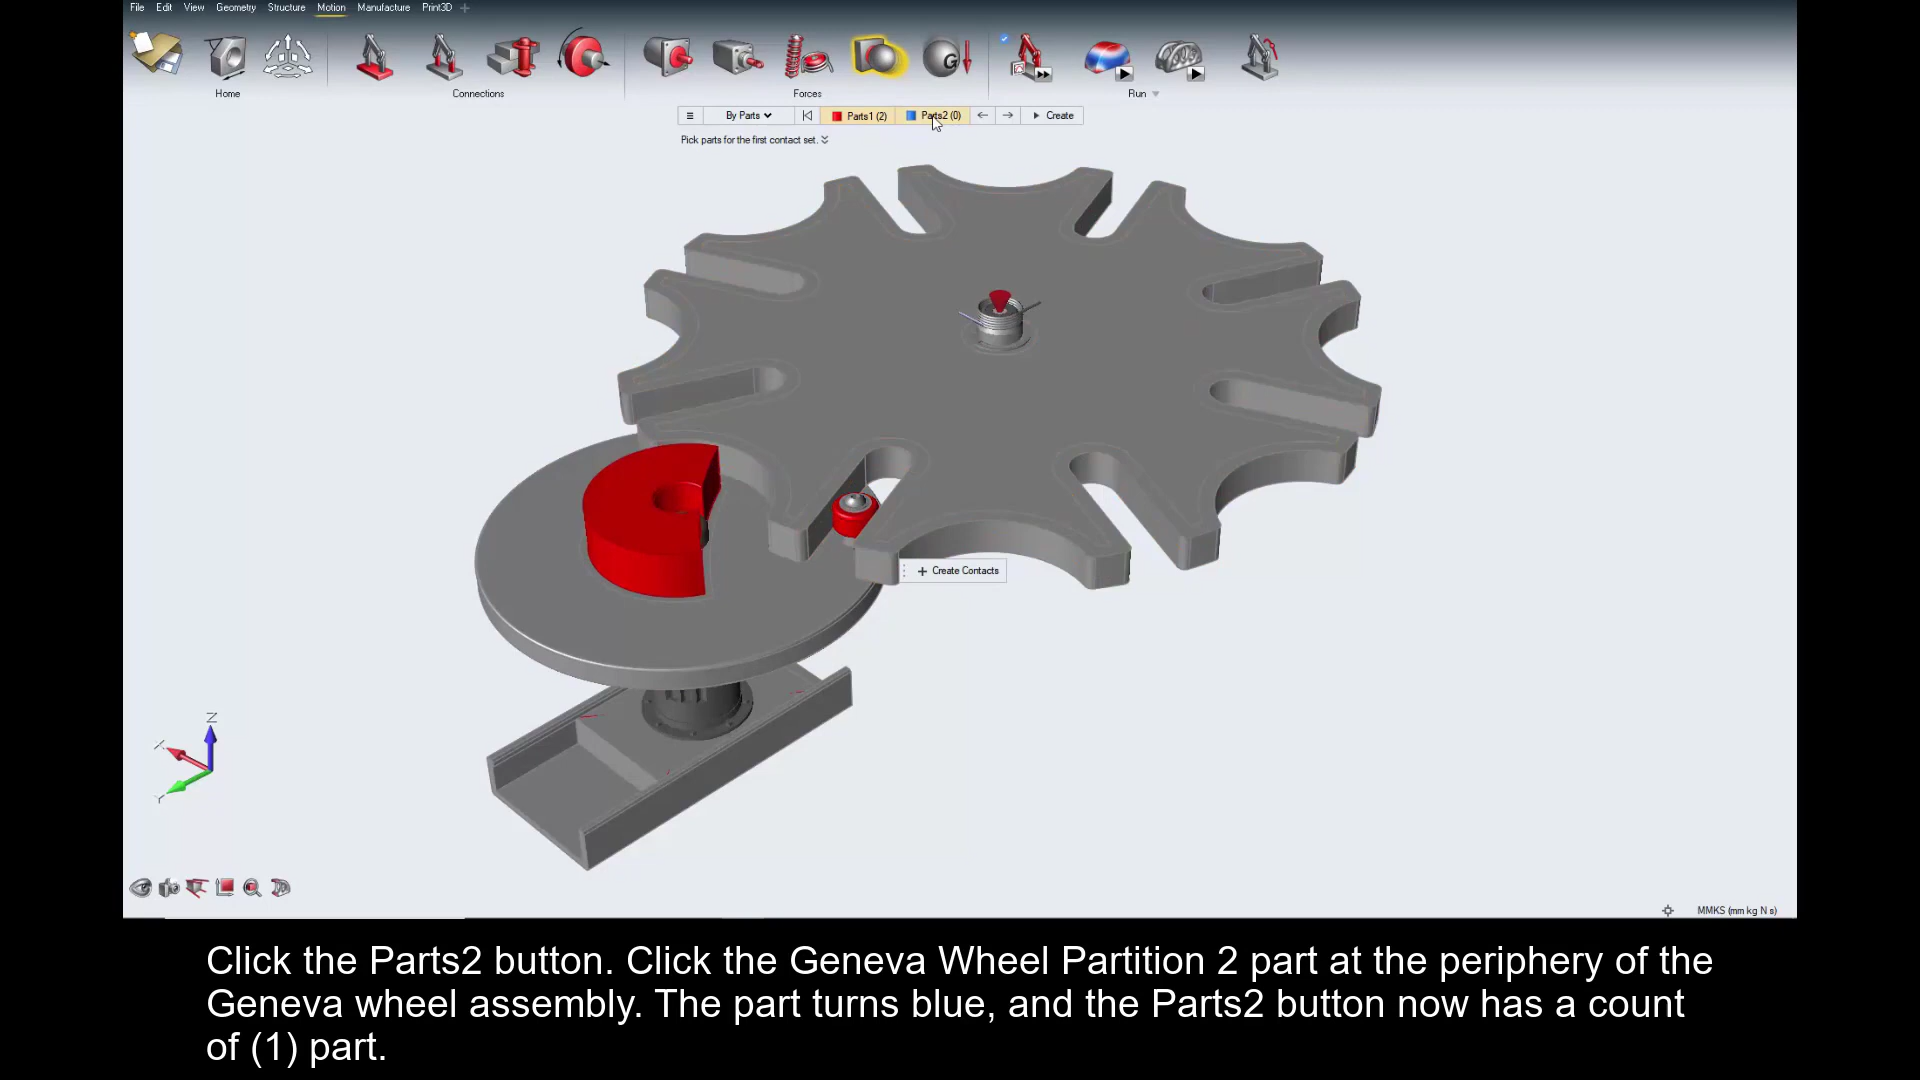 File Edit View Geometry Structure Motion Manufacture Print3D
Home Connections Forces Run
G
By Parts Parts1 (2) Parts2 (0) Create
Pick parts for the first contact set.
Create Contacts
Z
X
Y
MMKS (mm kg N s)
Click the Parts2 button. Click the Geneva Wheel Partition 2 part at the periphery of the
Geneva wheel assembly. The part turns blue, and the Parts2 button now has a count
of (1) part.